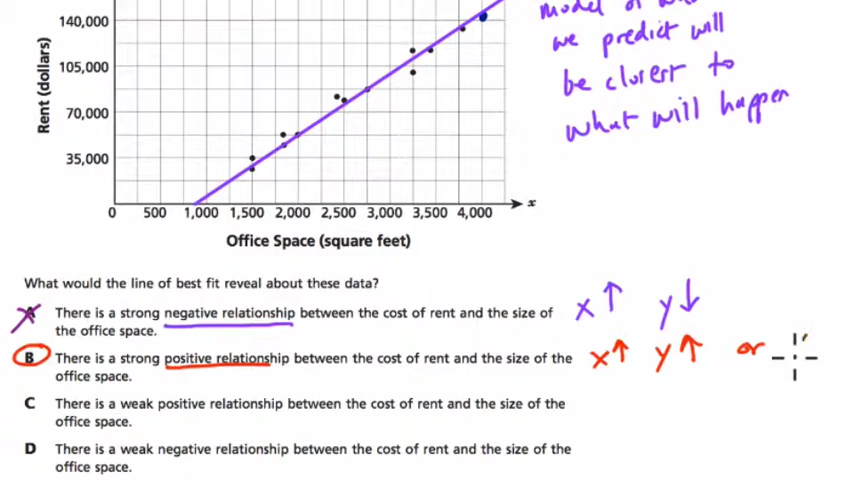 model of what
140,000
we predict will
105,000
be closest to
70,000
what will happen
35,000
Rent (dollars)
0 500 1,000 1,500 2,000 2,500 3,000 3,500 4,000 x
Office Space (square feet)
What would the line of best fit reveal about these data?
A There is a strong negative relationship between the cost of rent and the size of x ↑ y ↓
the office space.
B There is a strong positive relationship between the cost of rent and the size of the x ↑ y ↑ or
office space.
C There is a weak positive relationship between the cost of rent and the size of the
office space.
D There is a weak negative relationship between the cost of rent and the size of the
office space.